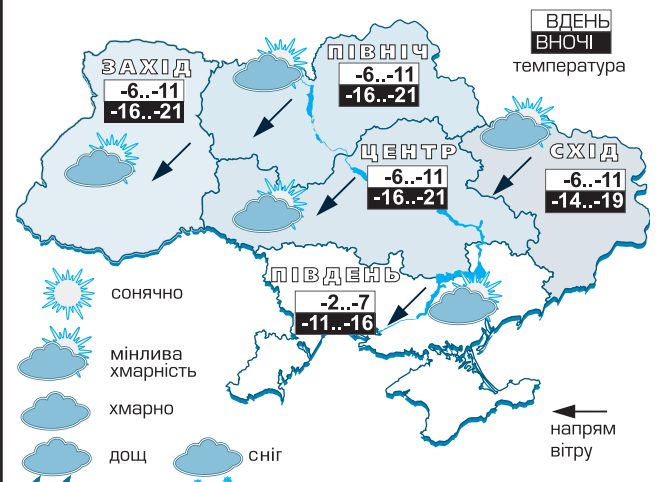 ВДЕНЬ
ВНОЧІ
температура
ПІВНІЧ
-6..-11
-16..-21
ЗАХІД
-6..-11
-16..-21
ЦЕНТР
-6..-11
-16..-21
СХІД
-6..-11
-14..-19
ПІВДЕНЬ
-2..-7
-11..-16
сонячно
мінлива
хмарність
хмарно
дощ
сніг
напрям
вітру